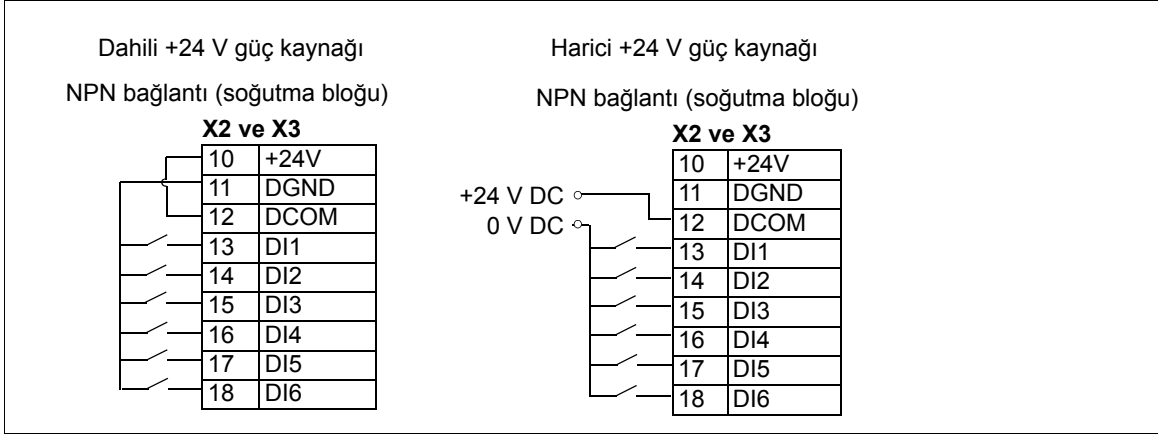 Dahili +24 V güç kaynağı
NPN bağlantı (soğutma bloğu)
X2 ve X3
10 +24V
11 DGND
12 DCOM
13 DI1
14 DI2
15 DI3
16 DI4
17 DI5
18 DI6
Harici +24 V güç kaynağı
NPN bağlantı (soğutma bloğu)
X2 ve X3
+24 V DC
0 V DC
10 +24V
11 DGND
12 DCOM
13 DI1
14 DI2
15 DI3
16 DI4
17 DI5
18 DI6